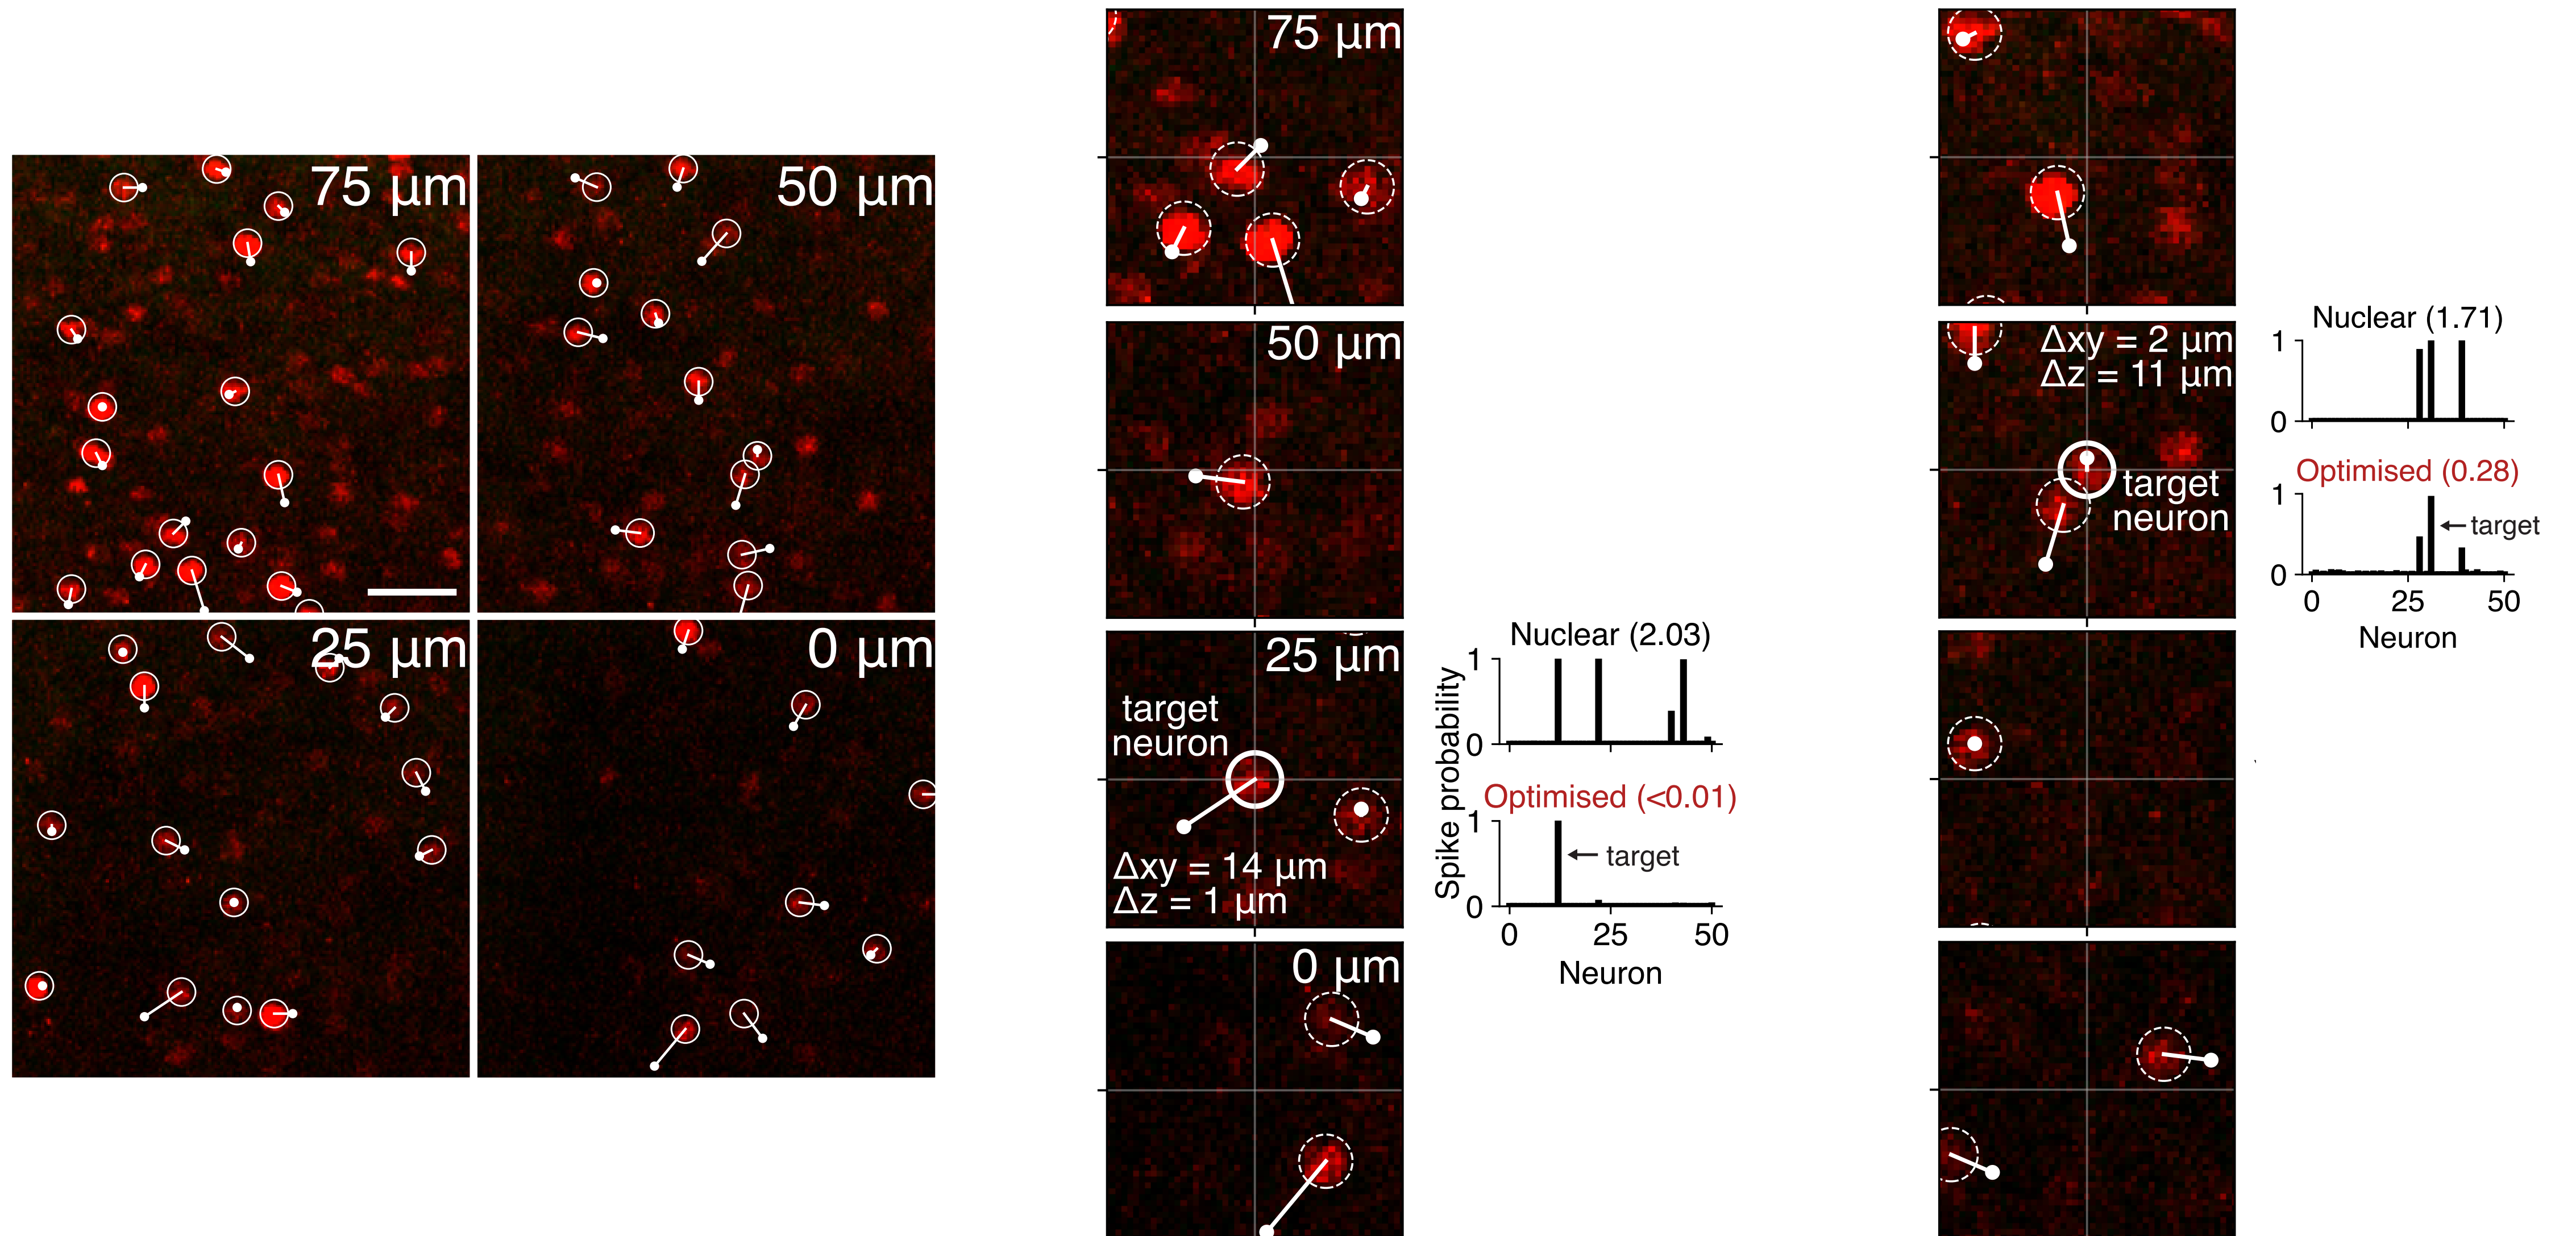 75 µm
50 µm
25 µm
0 µm
75 µm
50 µm
25 µm
target
neuron
Δxy = 14 µm
Δz = 1 µm
0 µm
Nuclear (2.03)
1
0
Spike probability
Optimised (<0.01)
1
target
0
0 25 50
Neuron
Δxy = 2 µm
Δz = 11 µm
target
neuron
Nuclear (1.71)
1
0
Optimised (0.28)
1
target
0
0 25 50
Neuron